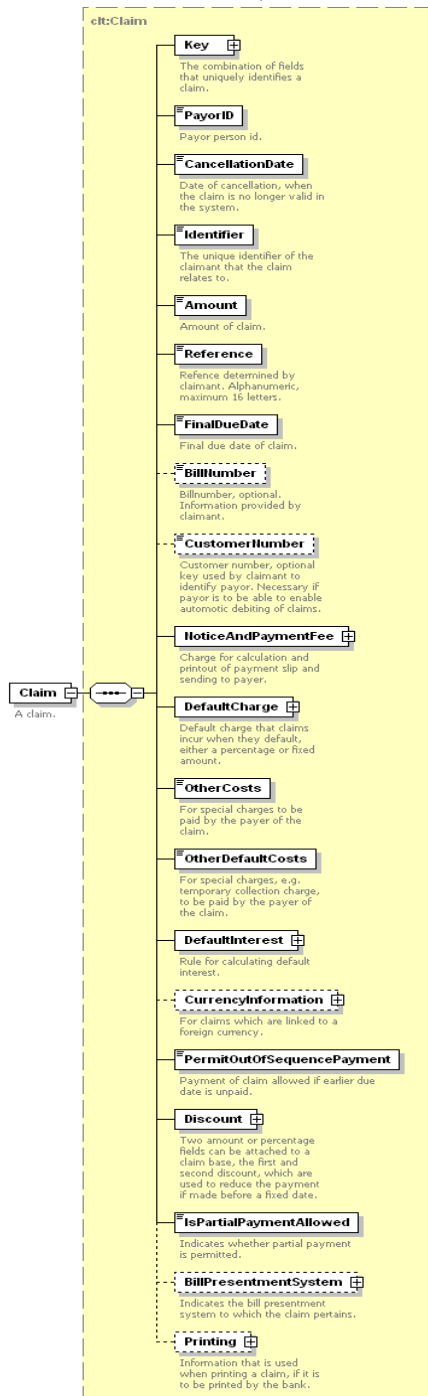 clt:Claim
Key
The combination of fields
that uniquely identifies a
claim.
PayorID
Payor person id.
CancellationDate
Date of cancellation, when
the claim is no longer valid in
the system.
Identifier
The unique identifier of the
claimant that the claim
relates to.
Amount
Amount of claim.
Reference
Refence determined by
claimant. Alphanumeric,
maximum 16 letters.
FinalDueDate
Final due date of claim.
BillNumber
Billnumber, optional.
Information provided by
claimant.
CustomerNumber
Customer number, optional
key used by claimant to
identify payor. Necessary if
payor is to be able to enable
automotic debiting of claims.
NoticeAndPaymentFee
Charge for calculation and
printout of payment slip and
sending to payer.
Claim
A claim.
DefaultCharge
Default charge that claims
incur when they default,
either a percentage or fixed
amount.
OtherCosts
For special charges to be
paid by the payer of the
claim.
OtherDefaultCosts
For special charges, e.g.
temporary collection charge,
to be paid by the payer of
the claim.
DefaultInterest
Rule for calculating default
interest.
CurrencyInformation
For claims which are linked to a
foreign currency.
PermitOutOfSequencePayment
Payment of claim allowed if earlier due
date is unpaid.
Discount
Two amount or percentage
fields can be attached to a
claim base, the first and
second discount, which are
used to reduce the payment
if made before a fixed date.
IsPartialPaymentAllowed
Indicates whether partial payment
is permitted.
BillPresentmentSystem
Indicates the bill presentment
system to which the claim pertains.
Printing
Information that is used
when printing a claim, if it is
to be printed by the bank.